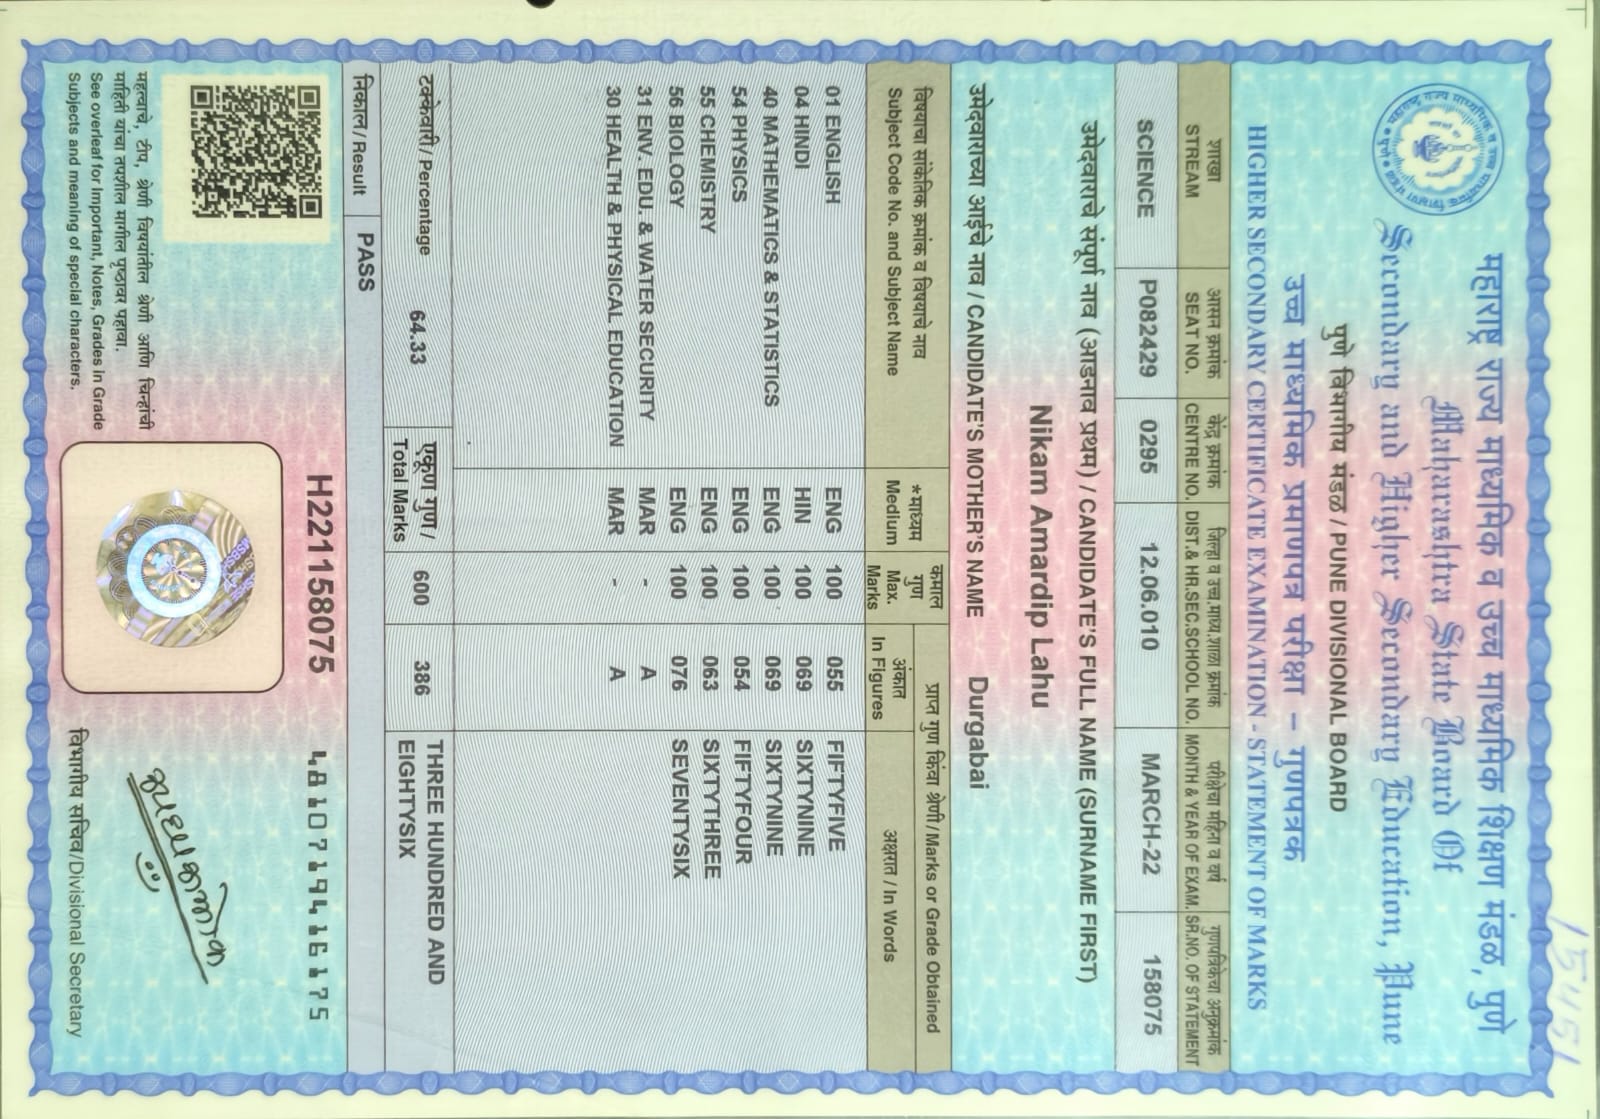 15451
महाराष्ट्र राज्य माध्यमिक व उच्च माध्यमिक शिक्षण मंडळ, पुणे
Maharashtra State Board Of
Secondary and Higher Secondary Education, Pune
पुणे विभागीय मंडळ / PUNE DIVISIONAL BOARD
उच्च माध्यमिक प्रमाणपत्र परीक्षा - गुणपत्रक
HIGHER SECONDARY CERTIFICATE EXAMINATION - STATEMENT OF MARKS
शाखा आसन क्रमांक केंद्र क्रमांक जिल्हा व उच्च.माध्य.शाळा क्रमांक परीक्षेचा महिना व वर्ष गुणपत्रिकेचा अनुक्रमांक
STREAM SEAT NO. CENTRE NO. DIST.& HR.SEC.SCHOOL NO. MONTH & YEAR OF EXAM. SR.NO. OF STATEMENT
SCIENCE P082429 0295 12.06.010 MARCH-22 158075
उमेदवाराचे संपूर्ण नाव (आडनाव प्रथम) / CANDIDATE'S FULL NAME (SURNAME FIRST)
Nikam Amardip Lahu
उमेदवाराच्या आईचे नाव / CANDIDATE'S MOTHER'S NAME Durgabai
विषयाचा सांकेतिक क्रमांक व विषयाचे नाव
Subject Code No. and Subject Name
*माध्यम
Medium
कमाल
गुण
Max.
Marks
प्राप्त गुण किंवा श्रेणी / Marks or Grade Obtained
अंकात
In Figures
अक्षरात / In Words
01 ENGLISH ENG 100 055 FIFTYFIVE
04 HINDI HIN 100 069 SIXTYNINE
40 MATHEMATICS & STATISTICS ENG 100 069 SIXTYNINE
54 PHYSICS ENG 100 054 FIFTYFOUR
55 CHEMISTRY ENG 100 063 SIXTYTHREE
56 BIOLOGY ENG 100 076 SEVENTYSIX
31 ENV. EDU. & WATER SECURITY MAR - A
30 HEALTH & PHYSICAL EDUCATION MAR - A
टक्केवारी / Percentage 64.33
एकूण गुण /
Total Marks
600 386
THREE HUNDRED AND
EIGHTYSIX
निकाल / Result PASS
H221158075
4810719416175
महत्वाचे, टीप, श्रेणी विषयांतील श्रेणी आणि चिन्हांची
माहिती यांचा तपशील मागील पृष्ठावर पहावा.
See overleaf for Important, Notes, Grades in Grade
Subjects and meaning of special characters.
विभागीय सचिव/Divisional Secretary